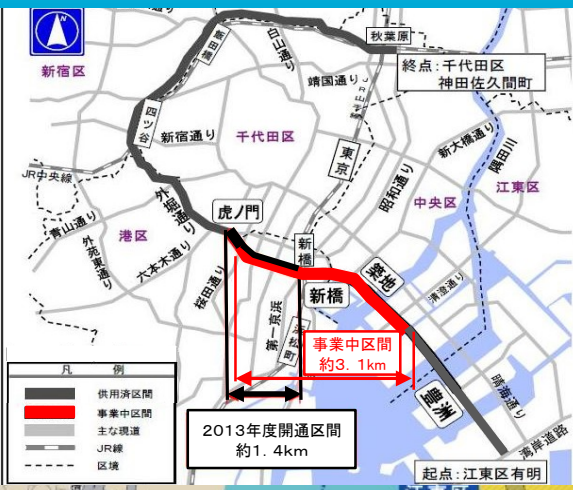 N
新宿区
飯田橋
白山通り
秋葉原
終点：千代田区
神田佐久間町
靖国通り
四ツ谷
新宿通り
千代田区
東京
昭和通り
新大橋通り
隅田川
江東区
中央区
JR中央線
外堀通り
虎ノ門
青山通り
港区
外苑東通り
六本木通り
桜田通り
新橋
新橋
築地
清澄通り
第一京浜
浜松町
事業中区間
約3.1km
豊洲
晴海通り
湾岸道路
凡 例
供用済区間
事業中区間
主な現道
JR線
区境
2013年度開通区間
約1.4km
起点：江東区有明